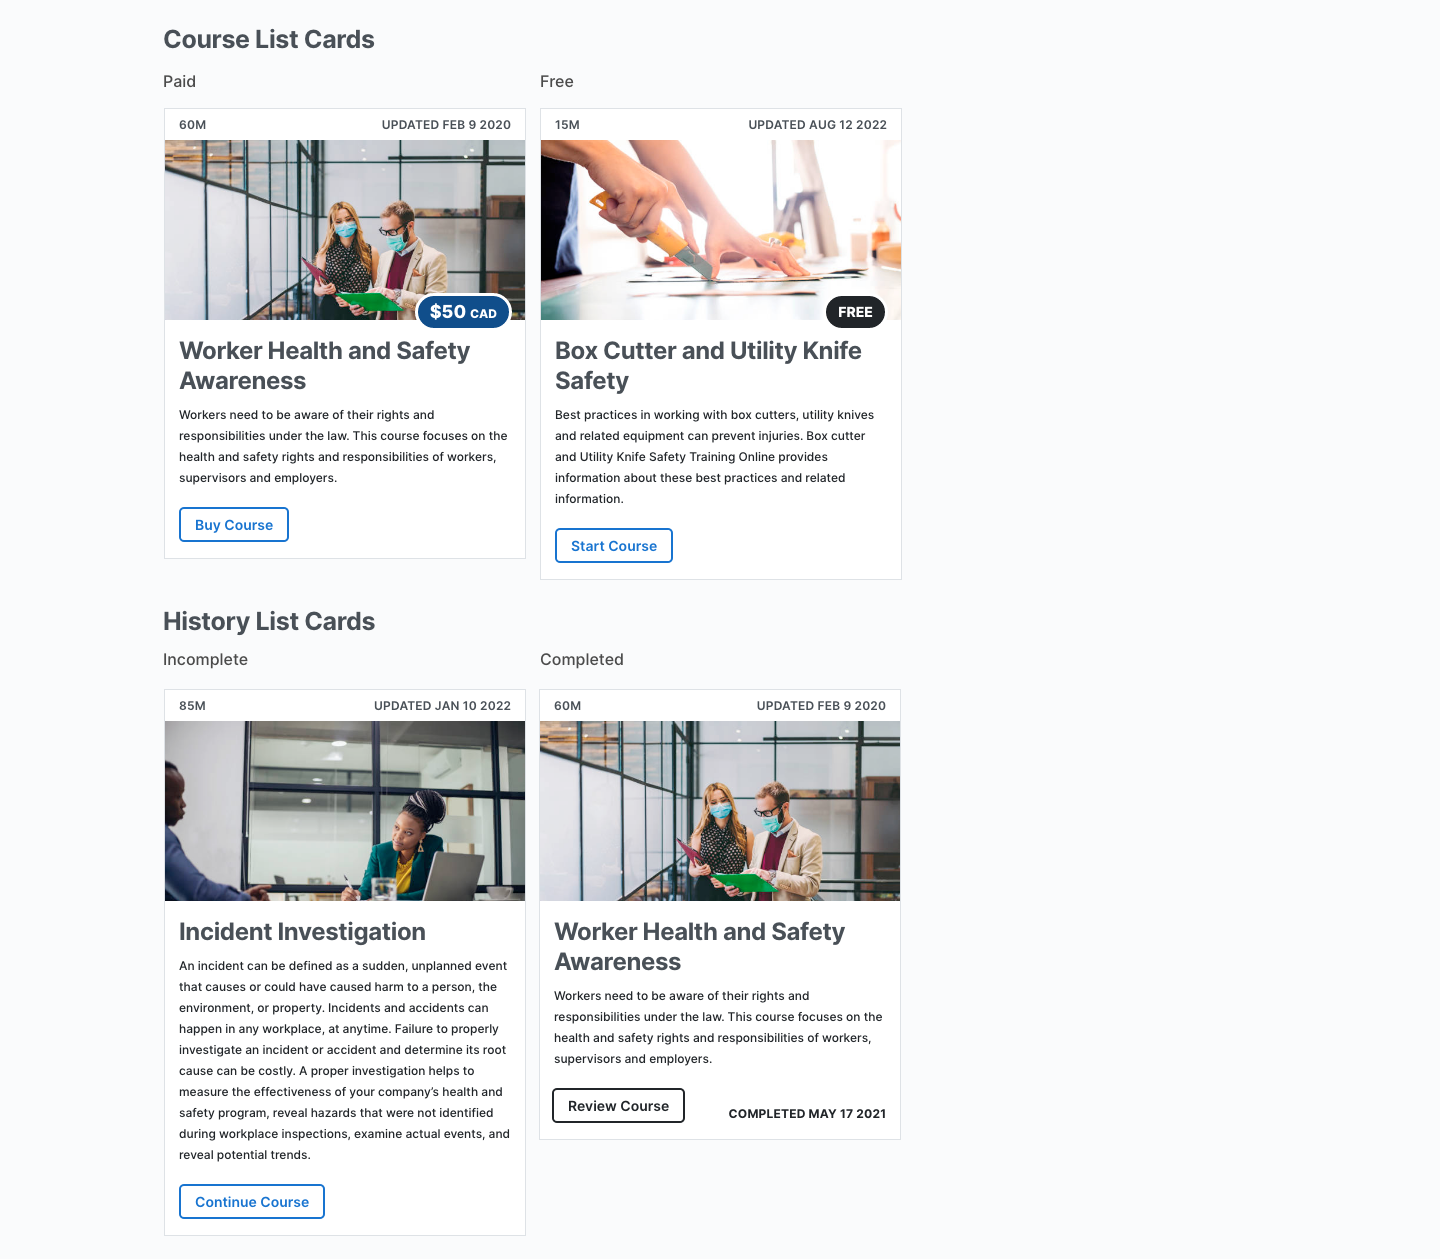 Course List Cards
Paid
Free
60M
UPDATED FEB 9 2020
$50 CAD
Worker Health and Safety
Awareness
Workers need to be aware of their rights and
responsibilities under the law. This course focuses on the
health and safety rights and responsibilities of workers,
supervisors and employers.
Buy Course
15M
UPDATED AUG 12 2022
FREE
Box Cutter and Utility Knife
Safety
Best practices in working with box cutters, utility knives
and related equipment can prevent injuries. Box cutter
and Utility Knife Safety Training Online provides
information about these best practices and related
information.
Start Course
History List Cards
Incomplete
Completed
85M
UPDATED JAN 10 2022
Incident Investigation
An incident can be defined as a sudden, unplanned event
that causes or could have caused harm to a person, the
environment, or property. Incidents and accidents can
happen in any workplace, at anytime. Failure to properly
investigate an incident or accident and determine its root
cause can be costly. A proper investigation helps to
measure the effectiveness of your company’s health and
safety program, reveal hazards that were not identified
during workplace inspections, examine actual events, and
reveal potential trends.
Continue Course
60M
UPDATED FEB 9 2020
Worker Health and Safety
Awareness
Workers need to be aware of their rights and
responsibilities under the law. This course focuses on the
health and safety rights and responsibilities of workers,
supervisors and employers.
Review Course
COMPLETED MAY 17 2021